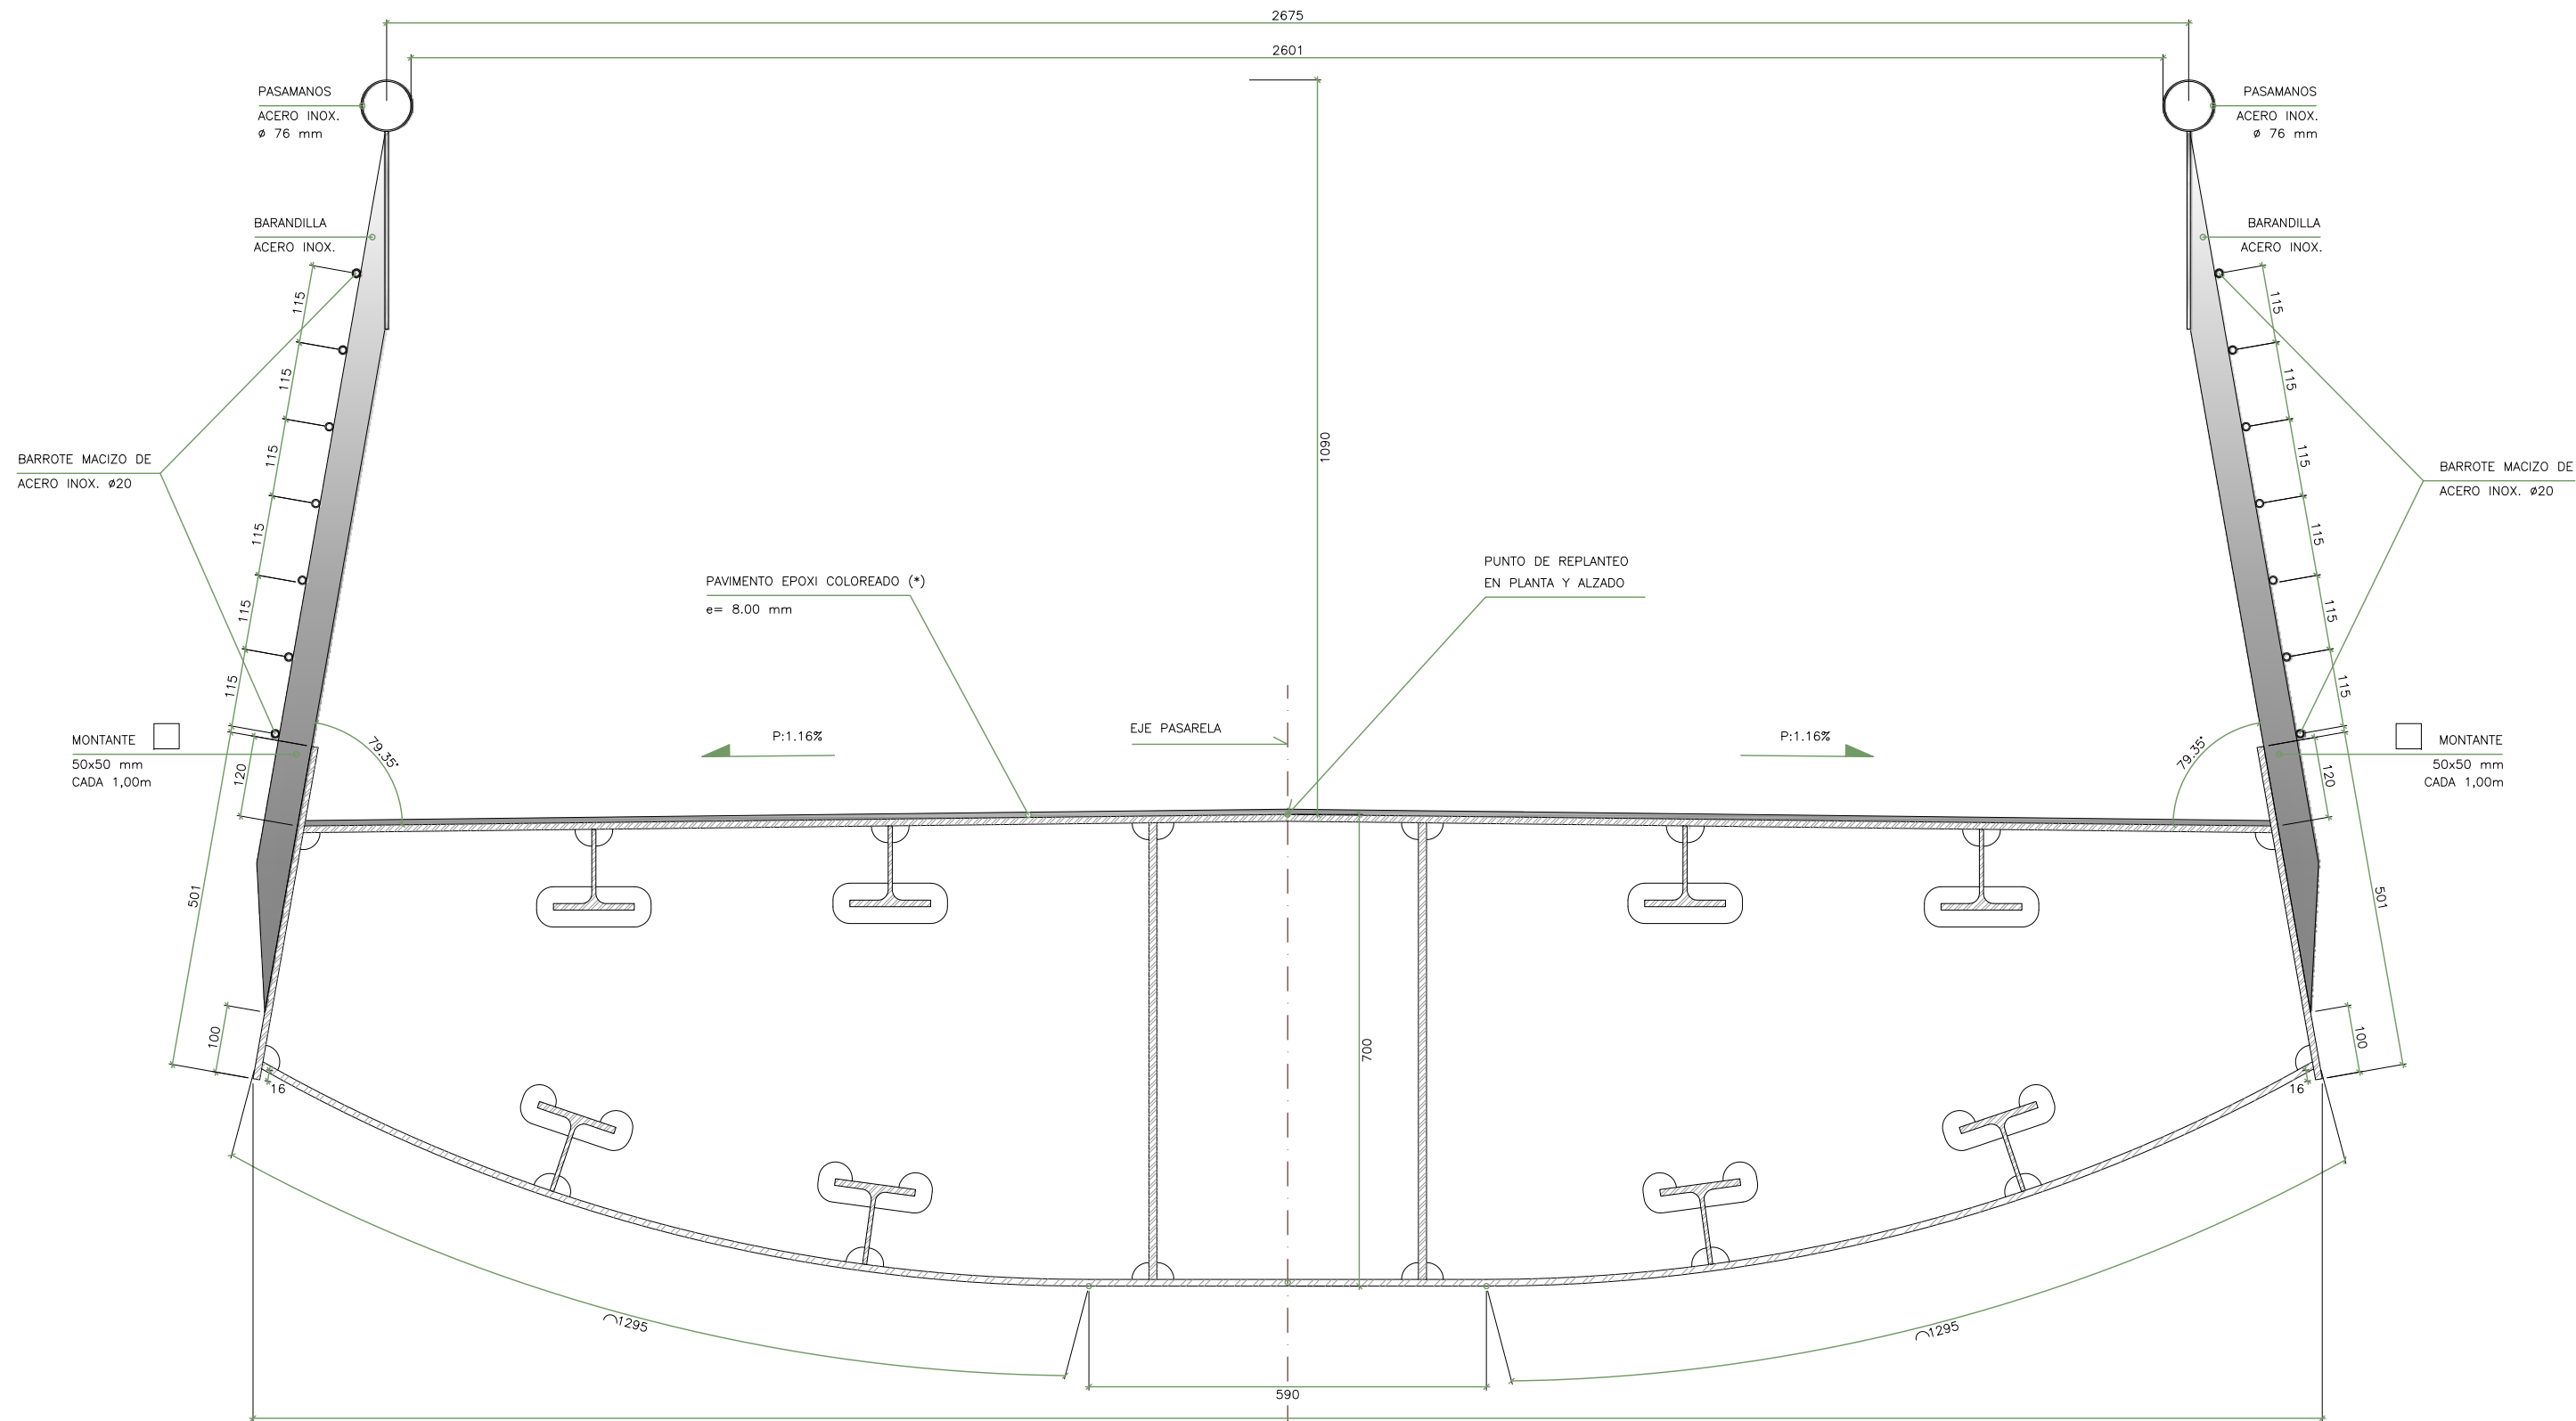 2675
2601
PASAMANOS
ACERO INOX.
ø 76 mm
PASAMANOS
ACERO INOX.
ø 76 mm
BARANDILLA
ACERO INOX.
BARANDILLA
ACERO INOX.
115
115
115
115
115
115
115
115
115
115
115
115
1090
BARROTE MACIZO DE
ACERO INOX. ø20
BARROTE MACIZO DE
ACERO INOX. ø20
PAVIMENTO EPOXI COLOREADO (*)
e= 8.00 mm
PUNTO DE REPLANTEO
EN PLANTA Y ALZADO
EJE PASARELA
P:1.16%
P:1.16%
79.35°
79.35°
MONTANTE
50x50 mm
CADA 1,00m
MONTANTE
50x50 mm
CADA 1,00m
120
120
501
501
100
100
16
16
700
1295
1295
590